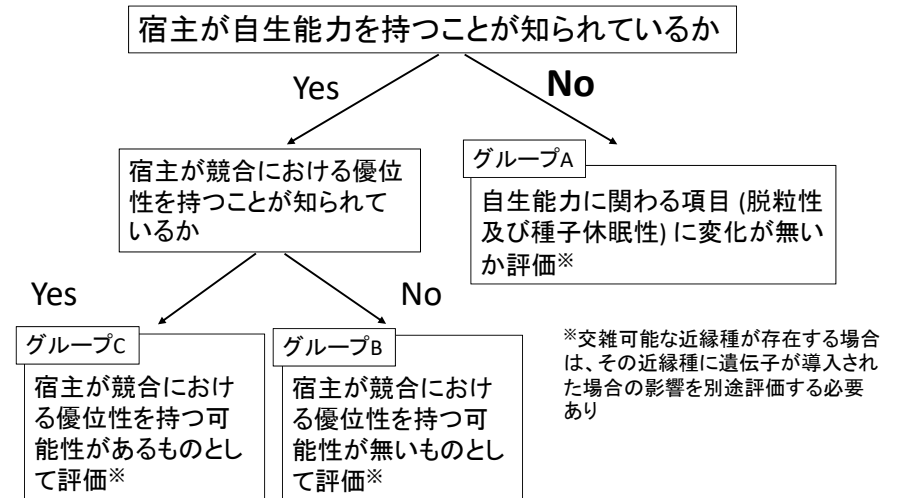 宿主が自生能力を持つことが知られているか
Yes
No
宿主が競合における優位
性を持つことが知られて
いるか
グループA
自生能力に関わる項目 (脱粒性
及び種子休眠性) に変化が無い
か評価※
Yes
No
グループC
宿主が競合におけ
る優位性を持つ可
能性があるものとし
て評価※
グループB
宿主が競合におけ
る優位性を持つ可
能性が無いものとし
て評価※
※交雑可能な近縁種が存在する場合
は、その近縁種に遺伝子が導入され
た場合の影響を別途評価する必要
あり